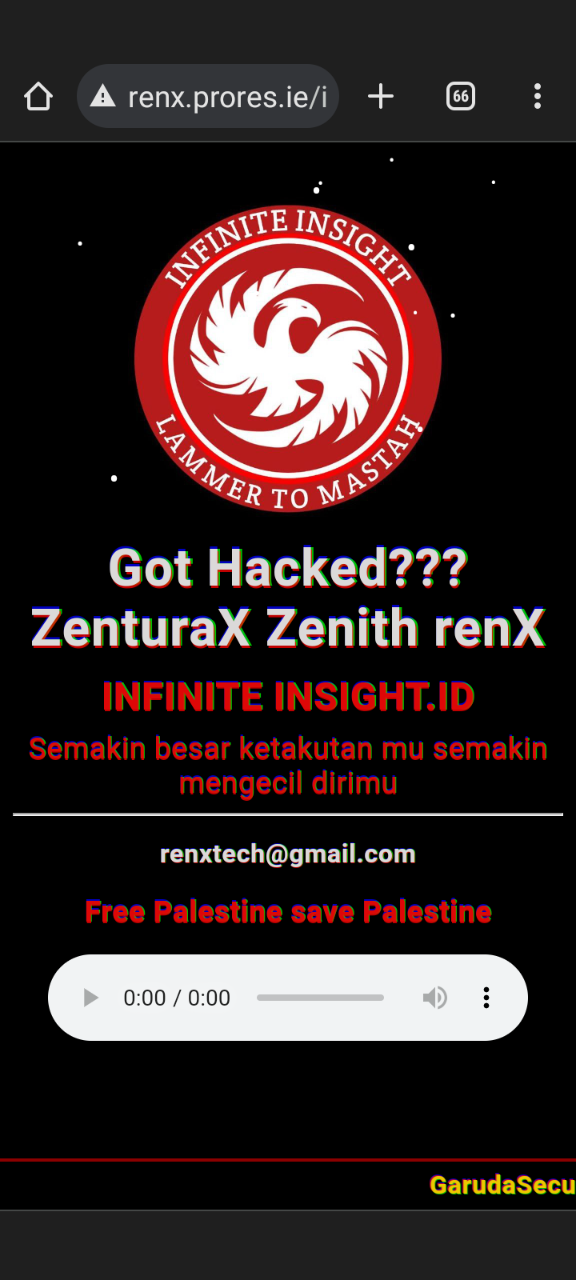 renx.prores.ie/i
66
INFINITE INSIGHT
LAMMER TO MASTAH
Got Hacked???
ZenturaX Zenith renX
INFINITE INSIGHT.ID
Semakin besar ketakutan mu semakin
mengecil dirimu
renxtech@gmail.com
Free Palestine save Palestine
0:00 / 0:00
GarudaSecu